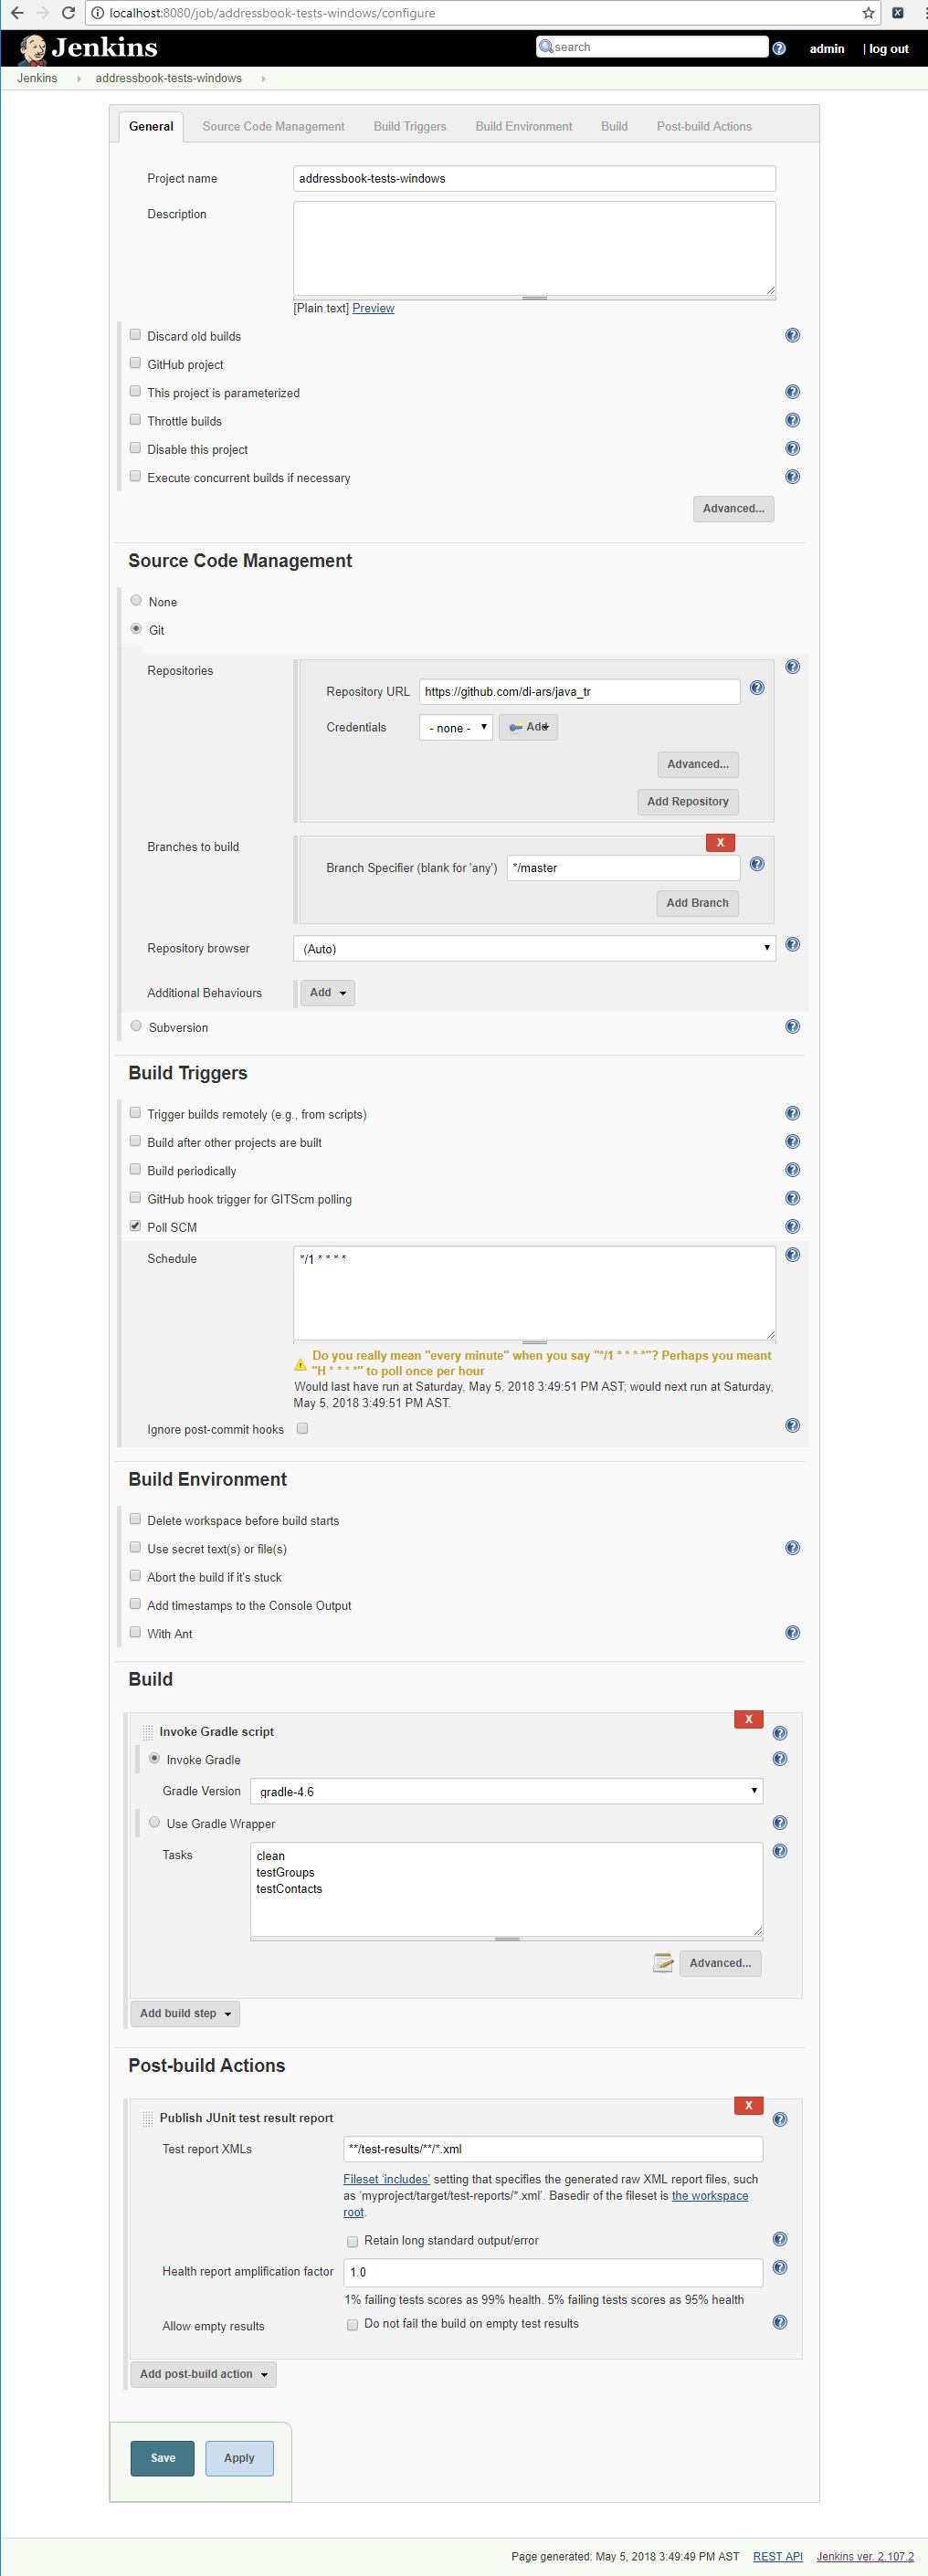 localhost:8080/job/addressbook-tests-windows/configure
Jenkins
search
admin
| log out
Jenkins
addressbook-tests-windows
General
Source Code Management
Build Triggers
Build Environment
Build
Post-build Actions
Project name
addressbook-tests-windows
Description
[Plain text] Preview
Discard old builds
GitHub project
This project is parameterized
Throttle builds
Disable this project
Execute concurrent builds if necessary
Advanced...
Source Code Management
None
Git
Repositories
Repository URL
https://github.com/di-ars/java_tr
Credentials
- none -
Add
Advanced...
Add Repository
Branches to build
X
Branch Specifier (blank for 'any')
*/master
Add Branch
Repository browser
(Auto)
Additional Behaviours
Add
Subversion
Build Triggers
Trigger builds remotely (e.g., from scripts)
Build after other projects are built
Build periodically
GitHub hook trigger for GITScm polling
Poll SCM
Schedule
*/1 * * * *
Do you really mean "every minute" when you say "*/1 * * * *"? Perhaps you meant
"H * * * *" to poll once per hour
Would last have run at Saturday, May 5, 2018 3:49:51 PM AST; would next run at Saturday,
May 5, 2018 3:49:51 PM AST.
Ignore post-commit hooks
Build Environment
Delete workspace before build starts
Use secret text(s) or file(s)
Abort the build if it's stuck
Add timestamps to the Console Output
With Ant
Build
X
Invoke Gradle script
Invoke Gradle
Gradle Version
gradle-4.6
Use Gradle Wrapper
Tasks
clean
testGroups
testContacts
Advanced...
Add build step
Post-build Actions
X
Publish JUnit test result report
Test report XMLs
**/test-results/**/*.xml
Fileset 'includes' setting that specifies the generated raw XML report files, such
as 'myproject/target/test-reports/*.xml'. Basedir of the fileset is the workspace
root.
Retain long standard output/error
Health report amplification factor
1.0
1% failing tests scores as 99% health. 5% failing tests scores as 95% health
Allow empty results
Do not fail the build on empty test results
Add post-build action
Save
Apply
Page generated: May 5, 2018 3:49:49 PM AST
REST API
Jenkins ver. 2.107.2